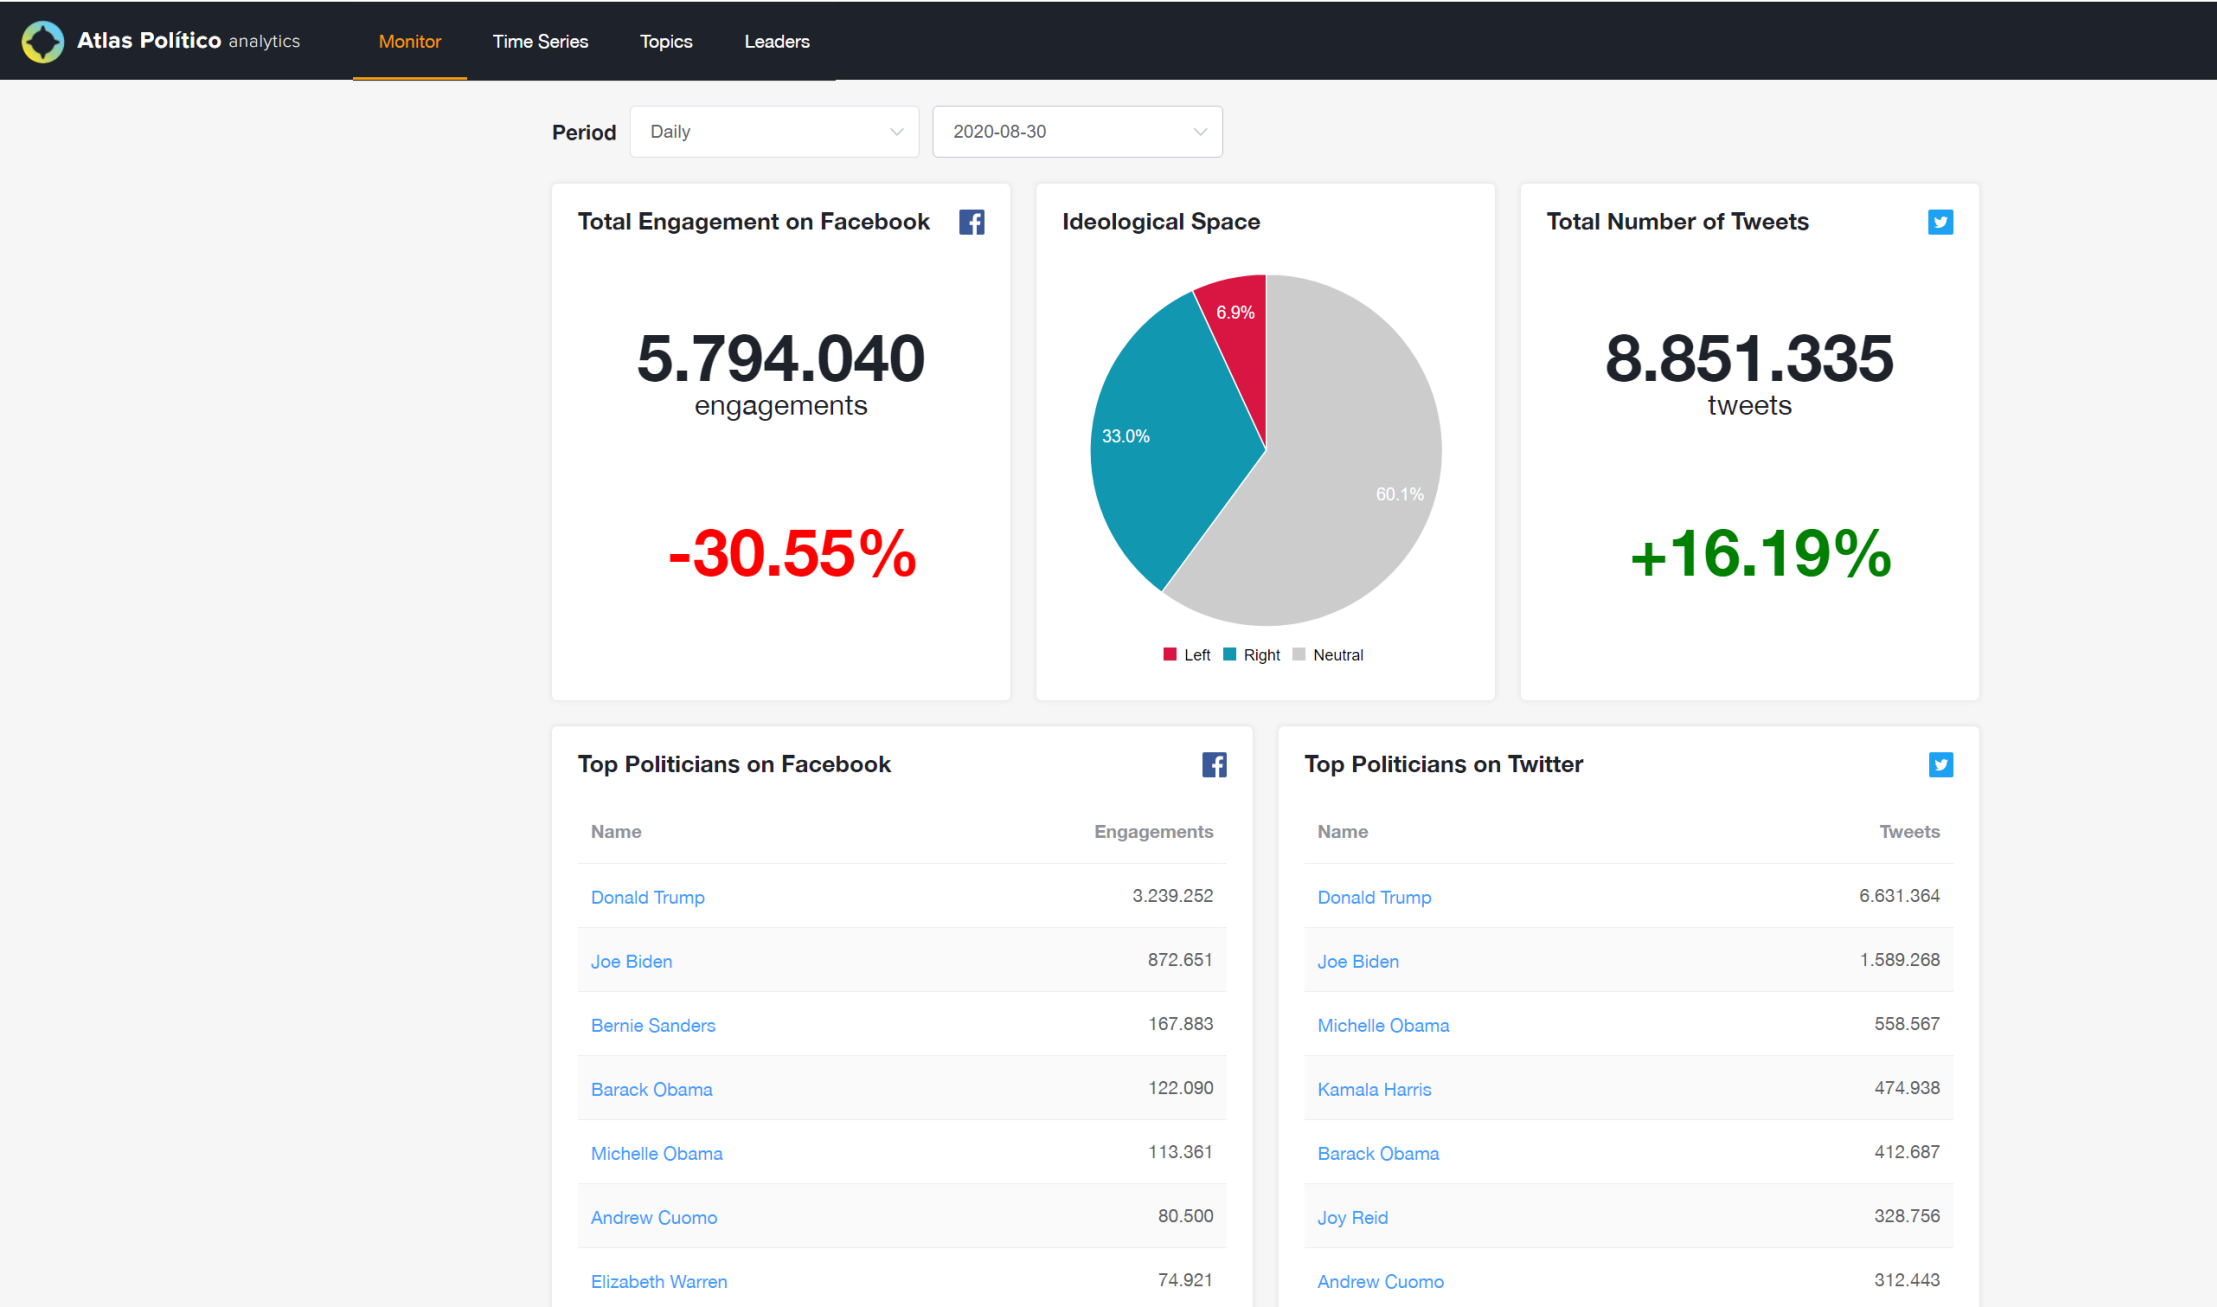 Atlas Político analytics
Monitor
Time Series
Topics
Leaders
Period
Daily
2020-08-30
Total Engagement on Facebook
5.794.040
engagements
-30.55%
Ideological Space
6.9%
33.0%
60.1%
Left Right Neutral
Total Number of Tweets
8.851.335
tweets
+16.19%
Top Politicians on Facebook
Name Engagements
Donald Trump 3.239.252
Joe Biden 872.651
Bernie Sanders 167.883
Barack Obama 122.090
Michelle Obama 113.361
Andrew Cuomo 80.500
Elizabeth Warren 74.921
Top Politicians on Twitter
Name Tweets
Donald Trump 6.631.364
Joe Biden 1.589.268
Michelle Obama 558.567
Kamala Harris 474.938
Barack Obama 412.687
Joy Reid 328.756
Andrew Cuomo 312.443